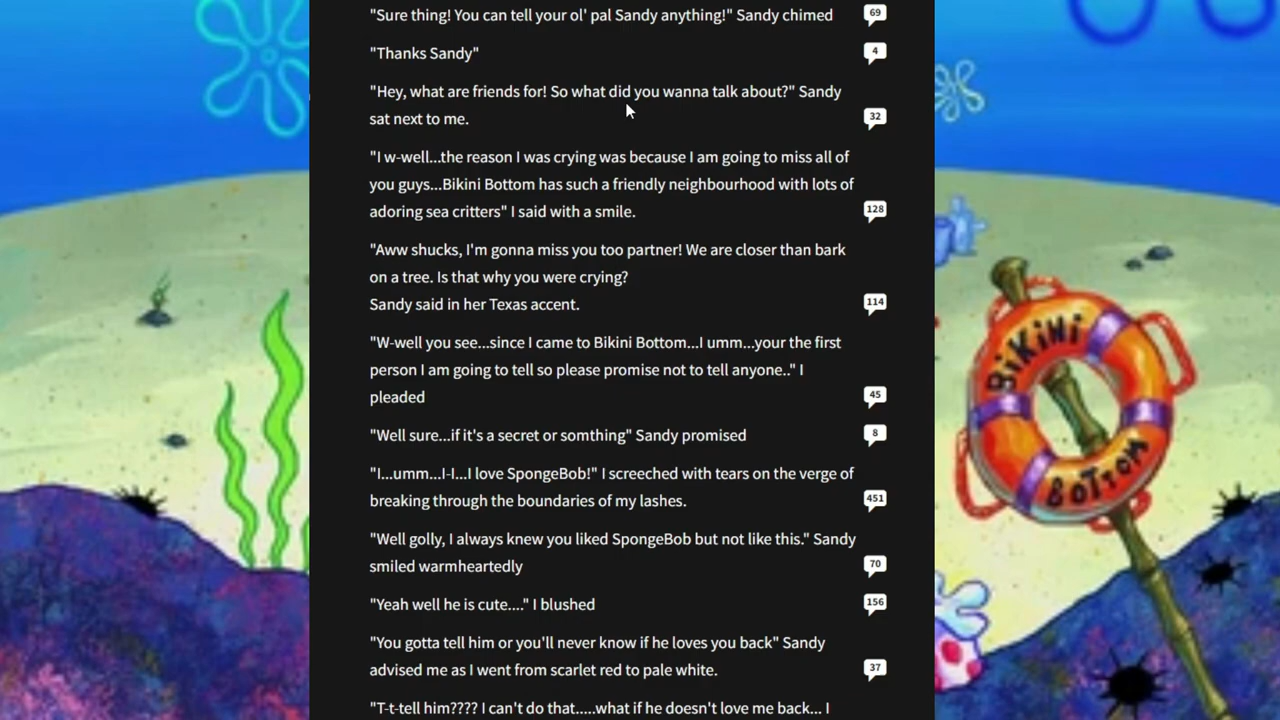 "Sure thing! You can tell your ol' pal Sandy anything!" Sandy chimed
69
"Thanks Sandy"
4
"Hey, what are friends for! So what did you wanna talk about?" Sandy
sat next to me.
32
"I w-well...the reason I was crying was because I am going to miss all of
you guys...Bikini Bottom has such a friendly neighbourhood with lots of
adoring sea critters" I said with a smile.
128
"Aww shucks, I'm gonna miss you too partner! We are closer than bark
on a tree. Is that why you were crying?
Sandy said in her Texas accent.
114
"W-well you see...since I came to Bikini Bottom...I umm...your the first
person I am going to tell so please promise not to tell anyone.." I
pleaded
45
"Well sure...if it's a secret or somthing" Sandy promised
8
"I...umm...I-I...I love SpongeBob!" I screeched with tears on the verge of
breaking through the boundaries of my lashes.
451
"Well golly, I always knew you liked SpongeBob but not like this." Sandy
smiled warmheartedly
70
"Yeah well he is cute...." I blushed
156
"You gotta tell him or you'll never know if he loves you back" Sandy
advised me as I went from scarlet red to pale white.
37
"T-t-tell him???? I can't do that.....what if he doesn't love me back... I
BIKINI
BOTTOM